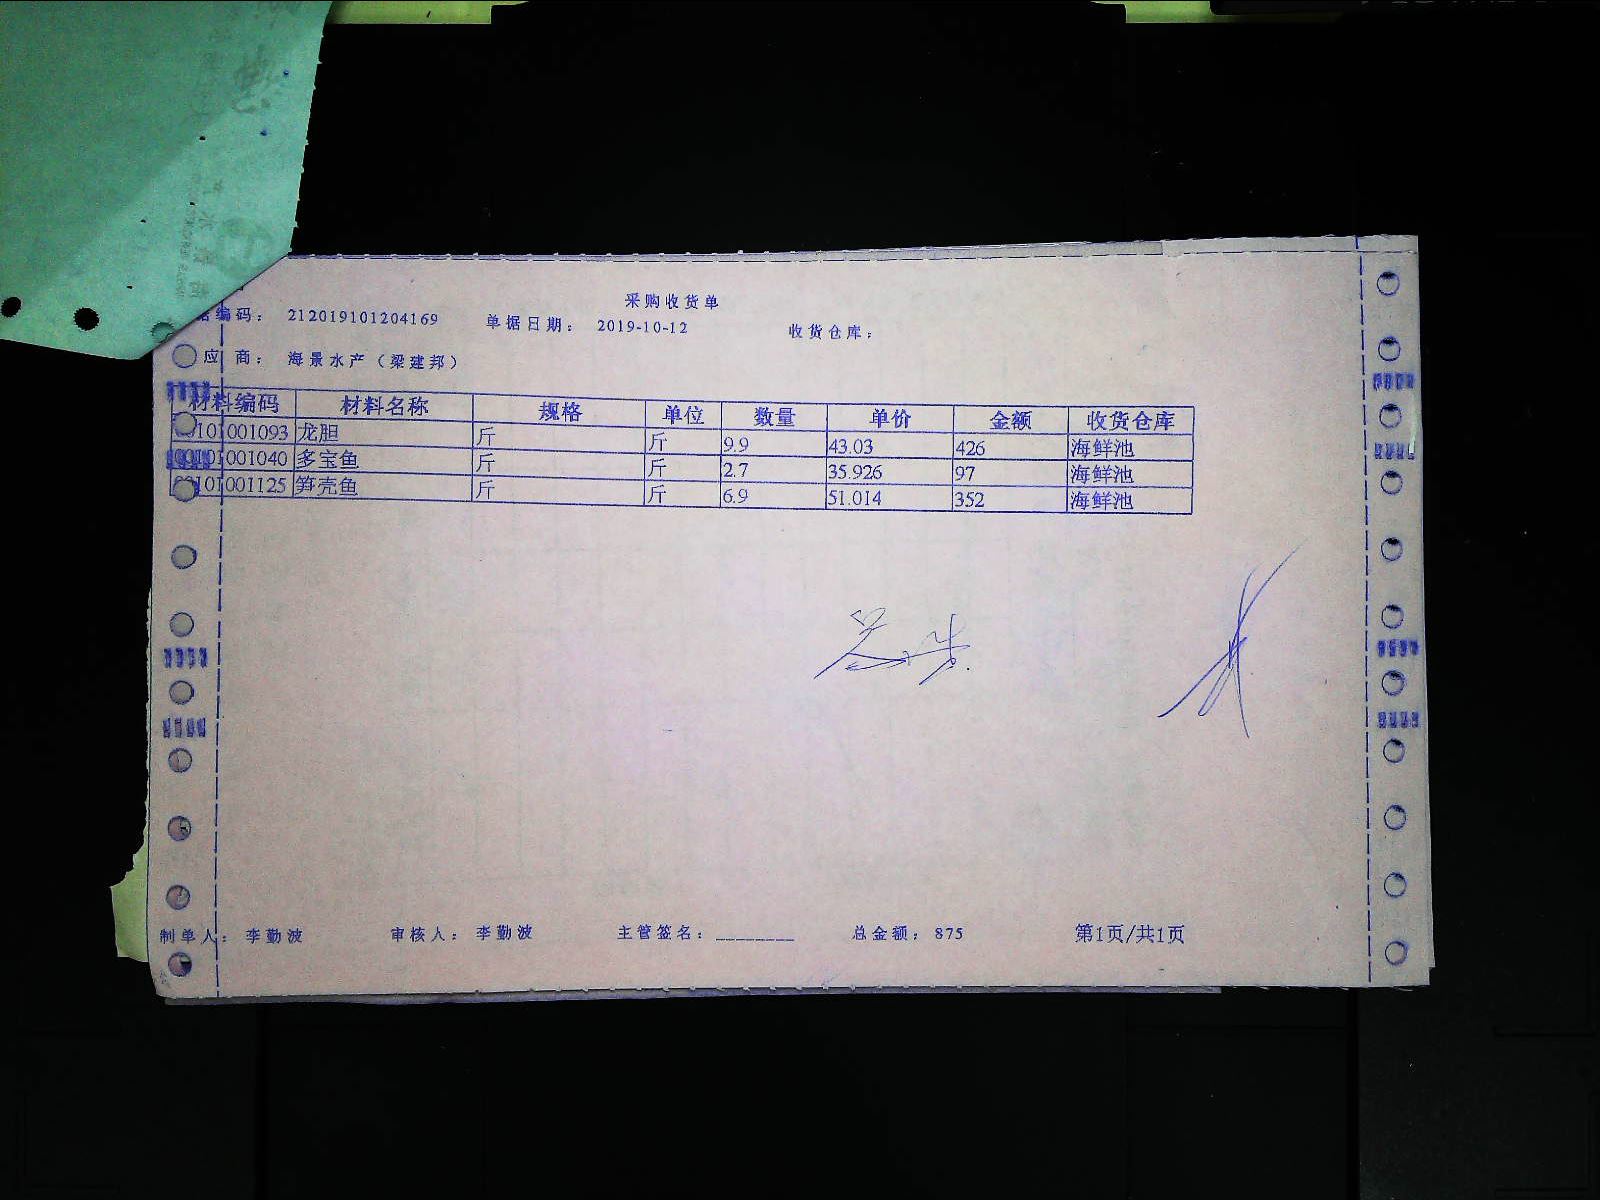 采购收货单
编码： 212019101204169 单据日期： 2019-10-12 收货仓库：
应 商： 海景水产（梁建邦）
材料编码 材料名称 规格 单位 数量 单价 金额 收货仓库
00101001093 龙胆 斤 斤 9.9 43.03 426 海鲜池
00101001040 多宝鱼 斤 斤 2.7 35.926 97 海鲜池
00101001125 笋壳鱼 斤 斤 6.9 51.014 352 海鲜池
制单人： 李勤波 审核人： 李勤波 主管签名：________ 总金额：875 第1页/共1页